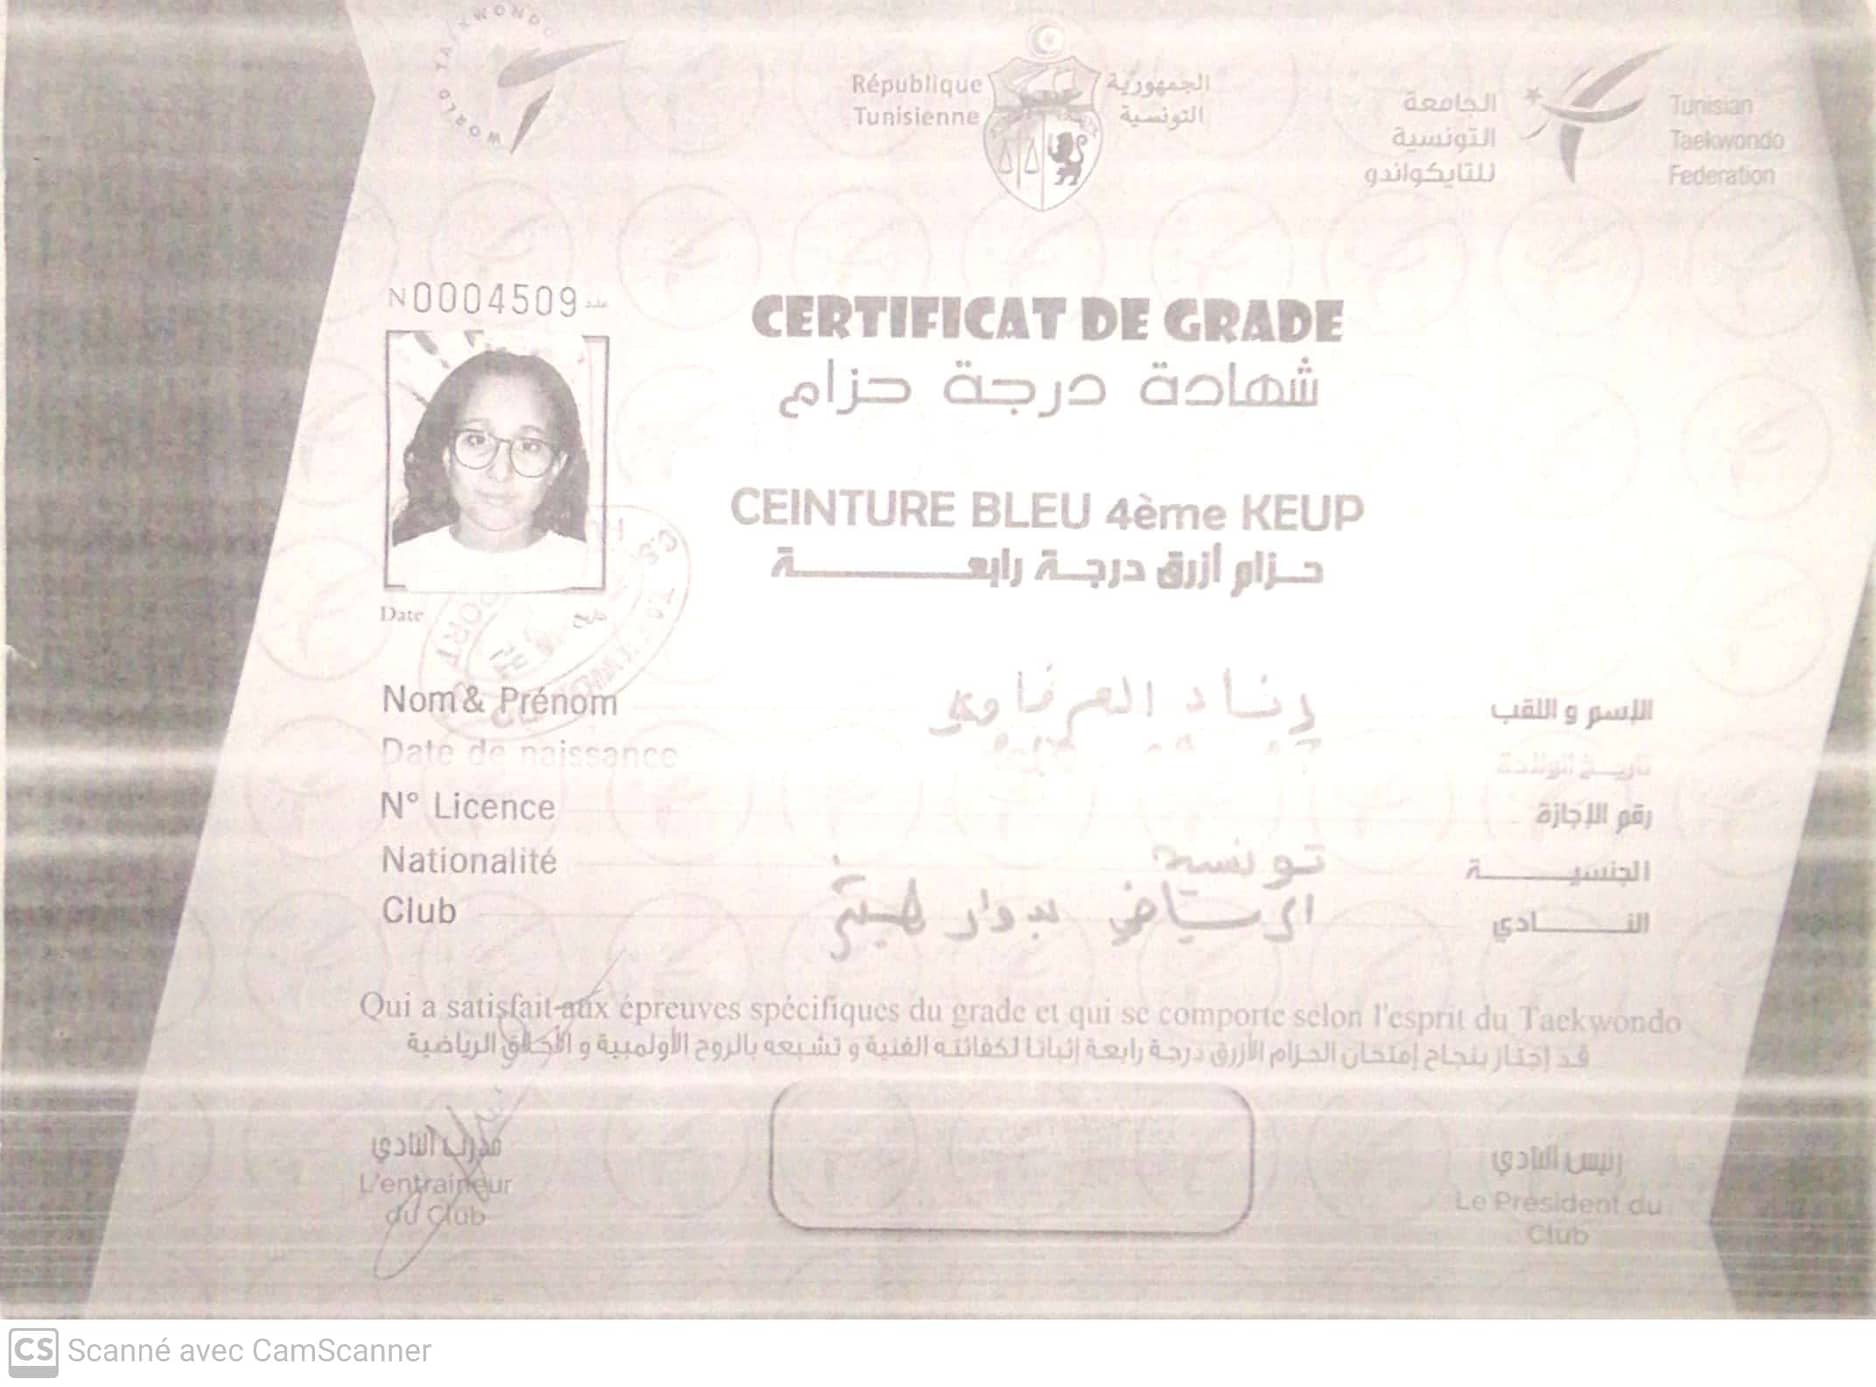 WORLD TAEKWONDO
République
Tunisienne
الجمهورية
التونسية
الجامعة
التونسية
للتايكواندو
Tunisian
Taekwondo
Federation
N0004509 عدد
CERTIFICAT DE GRADE
شهادة درجة حزام
CEINTURE BLEU 4ème KEUP
حزام أزرق درجة رابعة
Date
Nom & Prénom الإسم و اللقب
Date de naissance تاريخ الولادة
N° Licence رقم الإجازة
Nationalité تونسية الجنسية
Club الرياضي بدوار هيشر النادي
Qui a satisfait aux épreuves spécifiques du grade et qui se comporte selon l'esprit du Taekwondo
قد إجتاز بنجاح إمتحان الحزام الأزرق درجة رابعة إثباتا لكفائته الفنية و تشبعه بالروح الأولمبية و الأخلاق الرياضية
مدرب النادي
L'entraineur
du Club
رئيس النادي
Le President du
Club
CS Scanné avec CamScanner